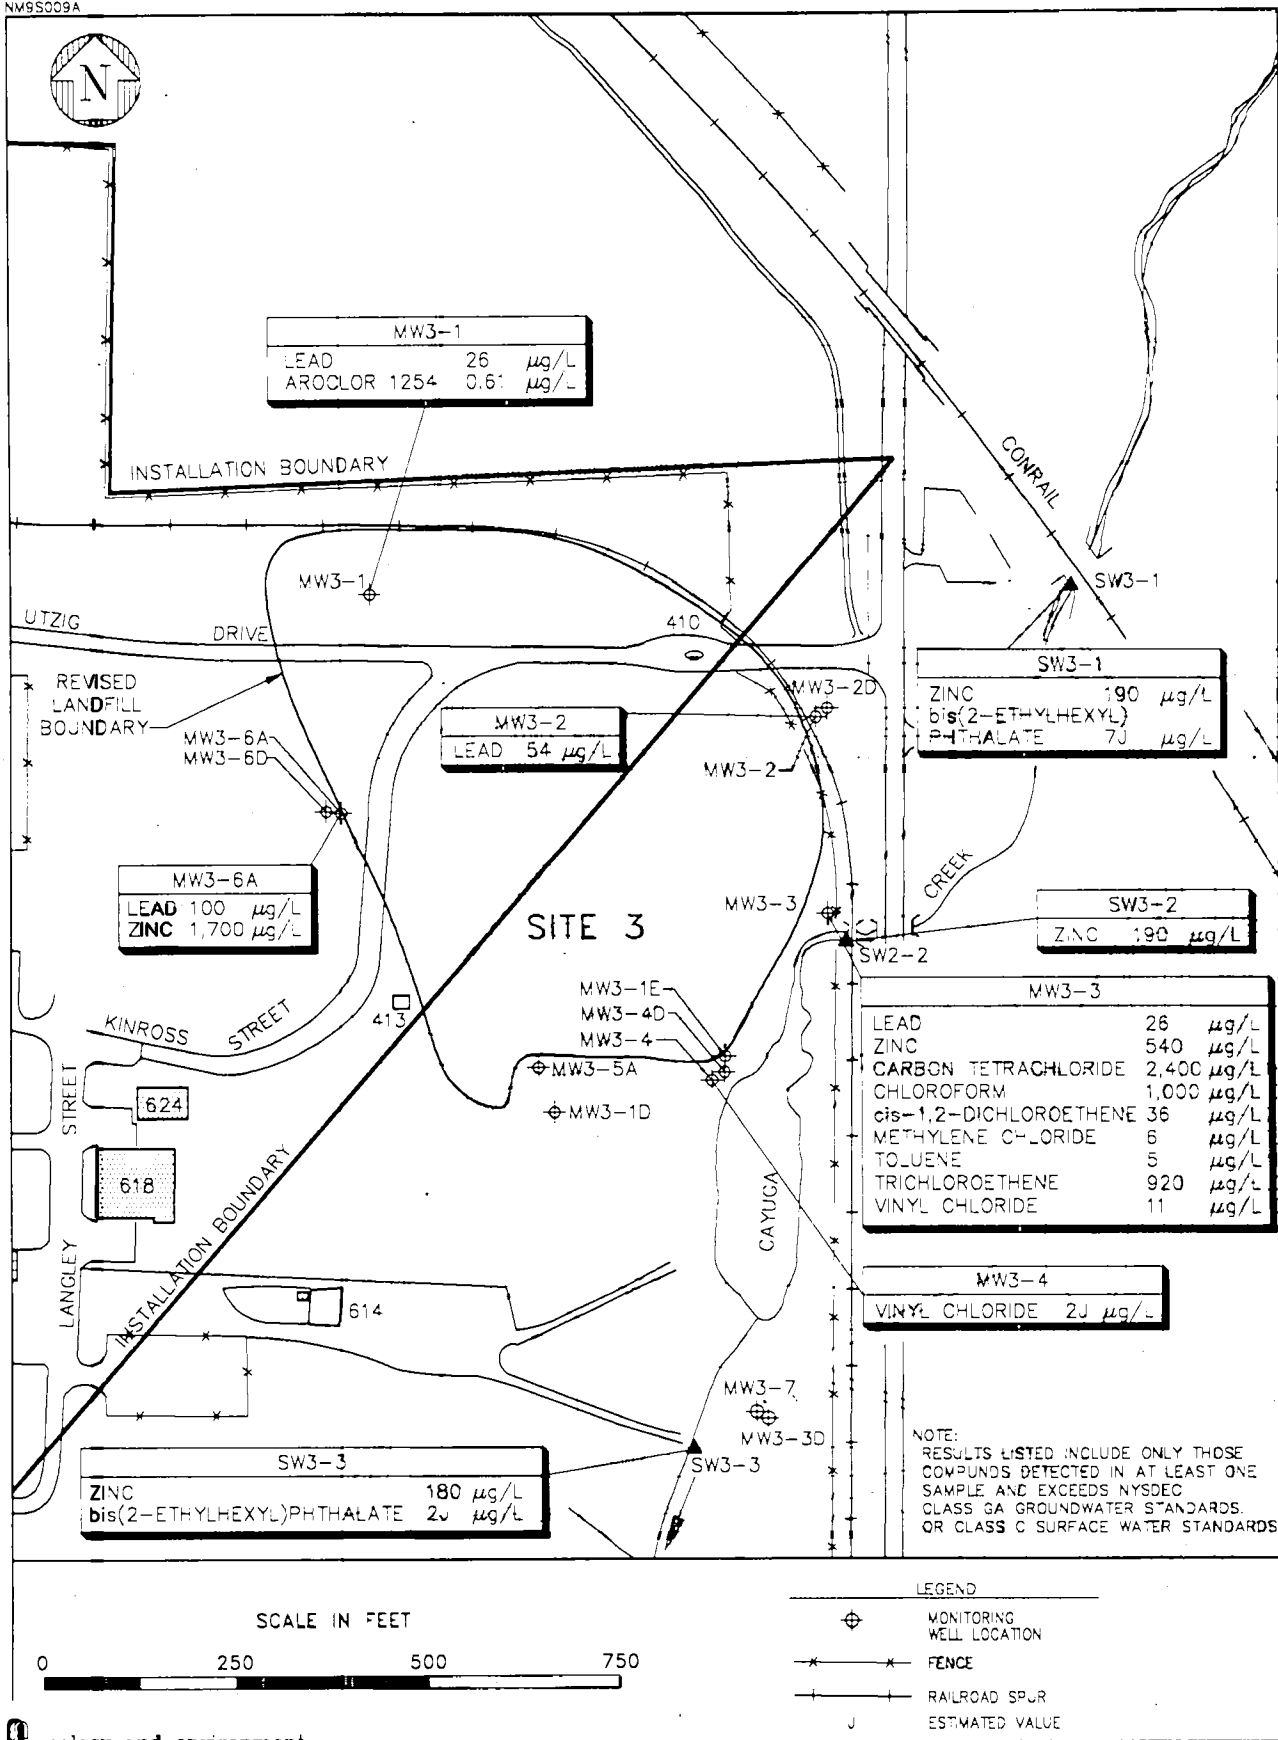 NM9S009A
N
MW3-1
LEAD 26 µg/L
AROCLOR 1254 0.61 µg/L
INSTALLATION BOUNDARY
CONRAIL
MW3-1
SW3-1
UTZIG DRIVE
410
REVISED
LANDFILL
BOUNDARY
SW3-1
ZINC 190 µg/L
bis(2-ETHYLHEXYL)
PHTHALATE 7J µg/L
MW3-2D
MW3-2
LEAD 54 µg/L
MW3-6A
MW3-6D
MW3-2
MW3-6A
LEAD 100 µg/L
ZINC 1,700 µg/L
CREEK
MW3-3
SITE 3
SW3-2
ZINC 190 µg/L
SW2-2
MW3-1E
MW3-4D
MW3-4
MW3-3
LEAD 26 µg/L
ZINC 540 µg/L
CARBON TETRACHLORIDE 2,400 µg/L
CHLOROFORM 1,000 µg/L
cis-1,2-DICHLOROETHENE 36 µg/L
METHYLENE CHLORIDE 6 µg/L
TOLUENE 5 µg/L
TRICHLOROETHENE 920 µg/L
VINYL CHLORIDE 11 µg/L
413
KINROSS STREET
MW3-5A
MW3-1D
STREET
624
618
LANGLEY
INSTALLATION BOUNDARY
CAYUGA
614
MW3-4
VINYL CHLORIDE 2J µg/L
MW3-7
MW3-3D
SW3-3
SW3-3
ZINC 180 µg/L
bis(2-ETHYLHEXYL)PHTHALATE 2J µg/L
NOTE:
RESULTS LISTED INCLUDE ONLY THOSE
COMPUNDS DETECTED IN AT LEAST ONE
SAMPLE AND EXCEEDS NYSDEC
CLASS GA GROUNDWATER STANDARDS.
OR CLASS C SURFACE WATER STANDARDS
SCALE IN FEET
0 250 500 750
LEGEND
MONITORING
WELL LOCATION
FENCE
RAILROAD SPUR
J ESTIMATED VALUE